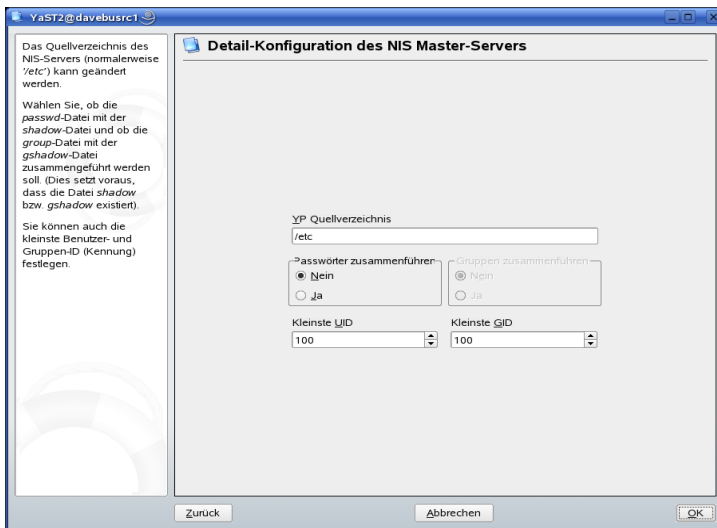 YaST2@davebusrc1
Das Quellverzeichnis des
NIS-Servers (normalerweise
'/etc') kann geändert
werden.
Wählen Sie, ob die
passwd-Datei mit der
shadow-Datei und ob die
group-Datei mit der
gshadow-Datei
zusammengeführt werden
soll. (Dies setzt voraus,
dass die Datei shadow
bzw. gshadow existiert).
Sie können auch die
kleinste Benutzer- und
Gruppen-ID (Kennung)
festlegen.
Detail-Konfiguration des NIS Master-Servers
YP Quellverzeichnis
/etc
Passwörter zusammenführen
Nein
Ja
Gruppen zusammenführen
Nein
Ja
Kleinste UID
100
Kleinste GID
100
Zurück
Abbrechen
OK